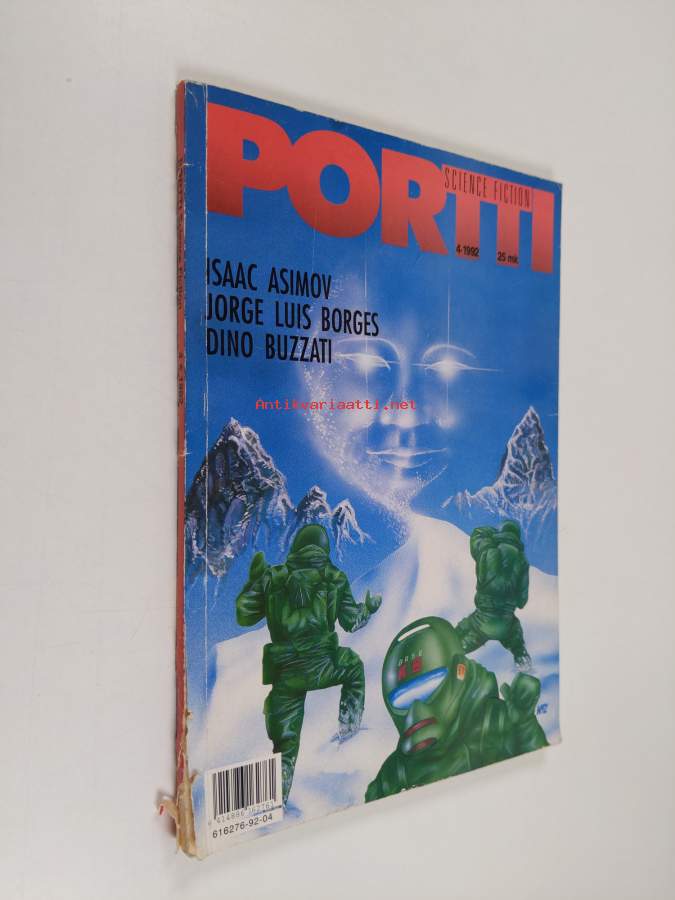 PORTTI
SCIENCE FICTION
4·1992 25 mk
ISAAC ASIMOV
JORGE LUIS BORGES
DINO BUZZATI
Antikvariaatti.net
616276-92-04